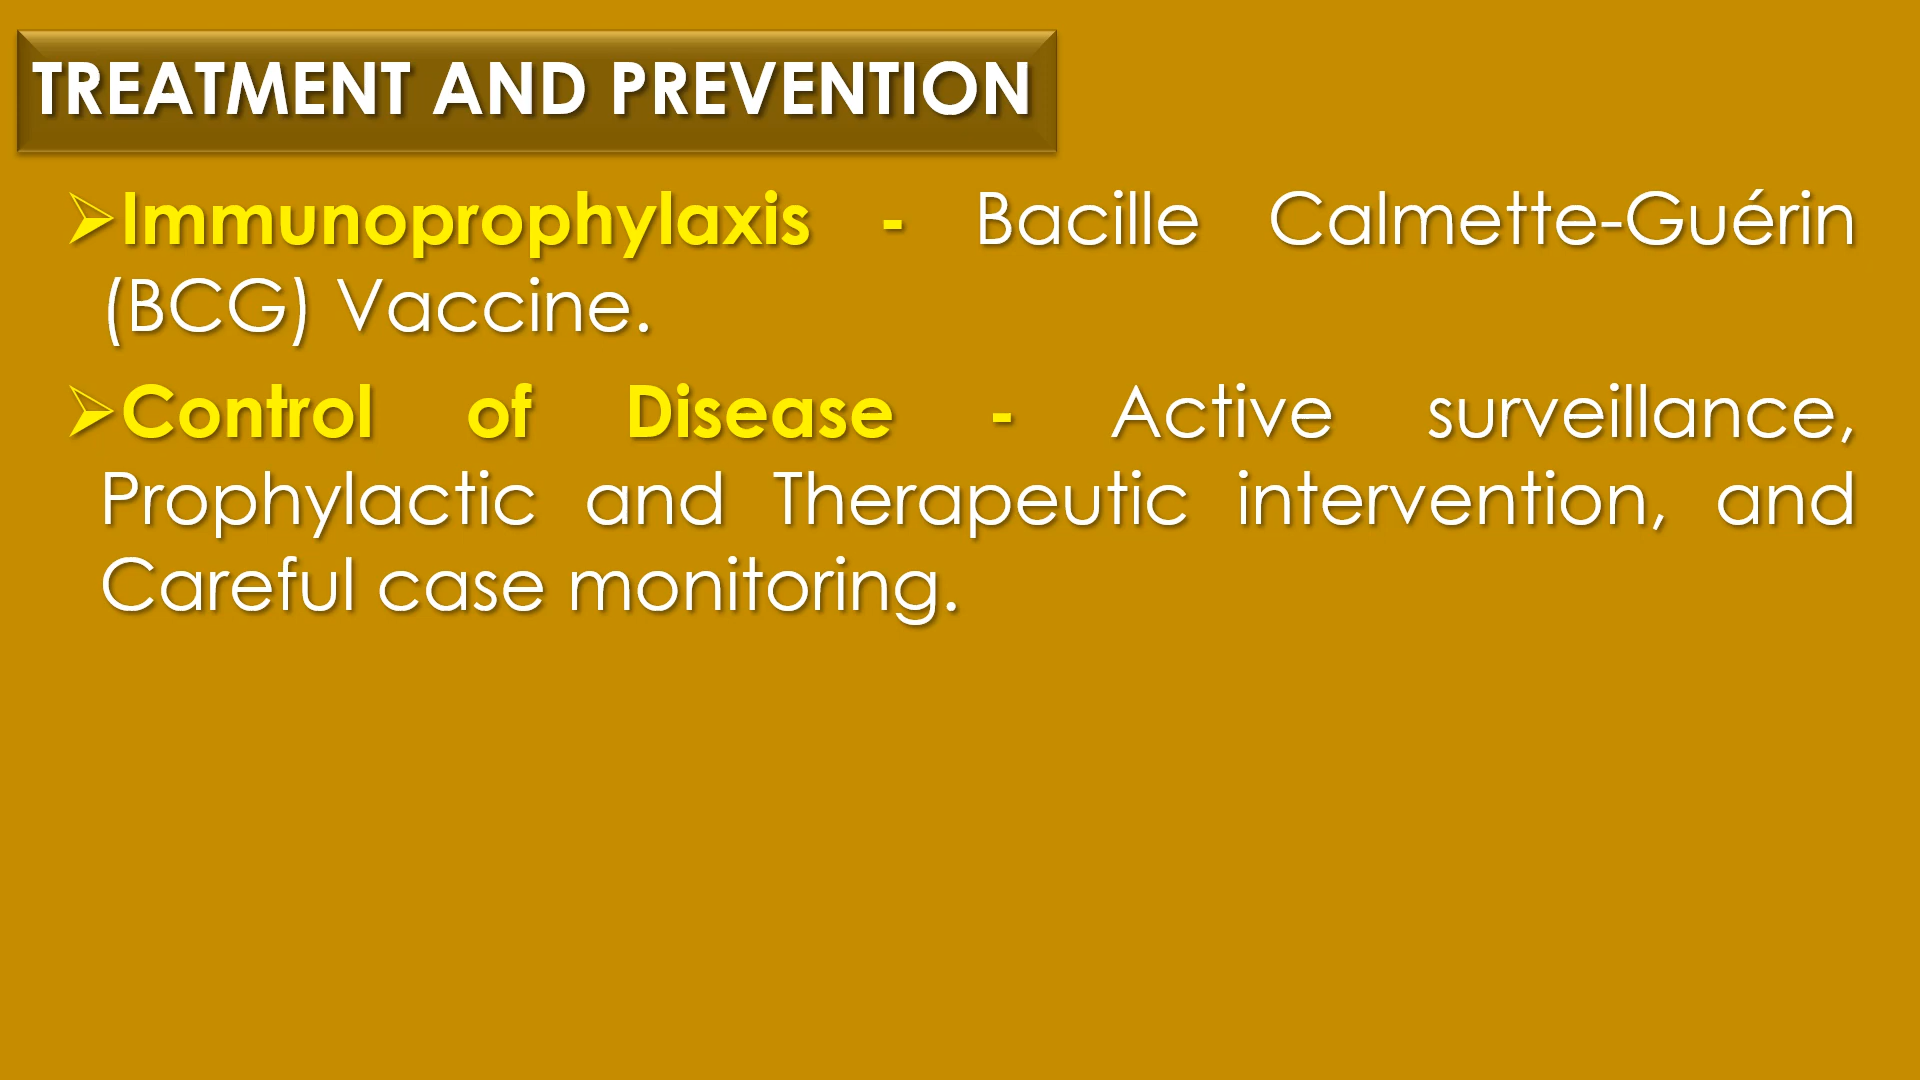 TREATMENT AND PREVENTION
➢Immunoprophylaxis - Bacille Calmette-Guérin
(BCG) Vaccine.
➢Control of Disease - Active surveillance,
Prophylactic and Therapeutic intervention, and
Careful case monitoring.